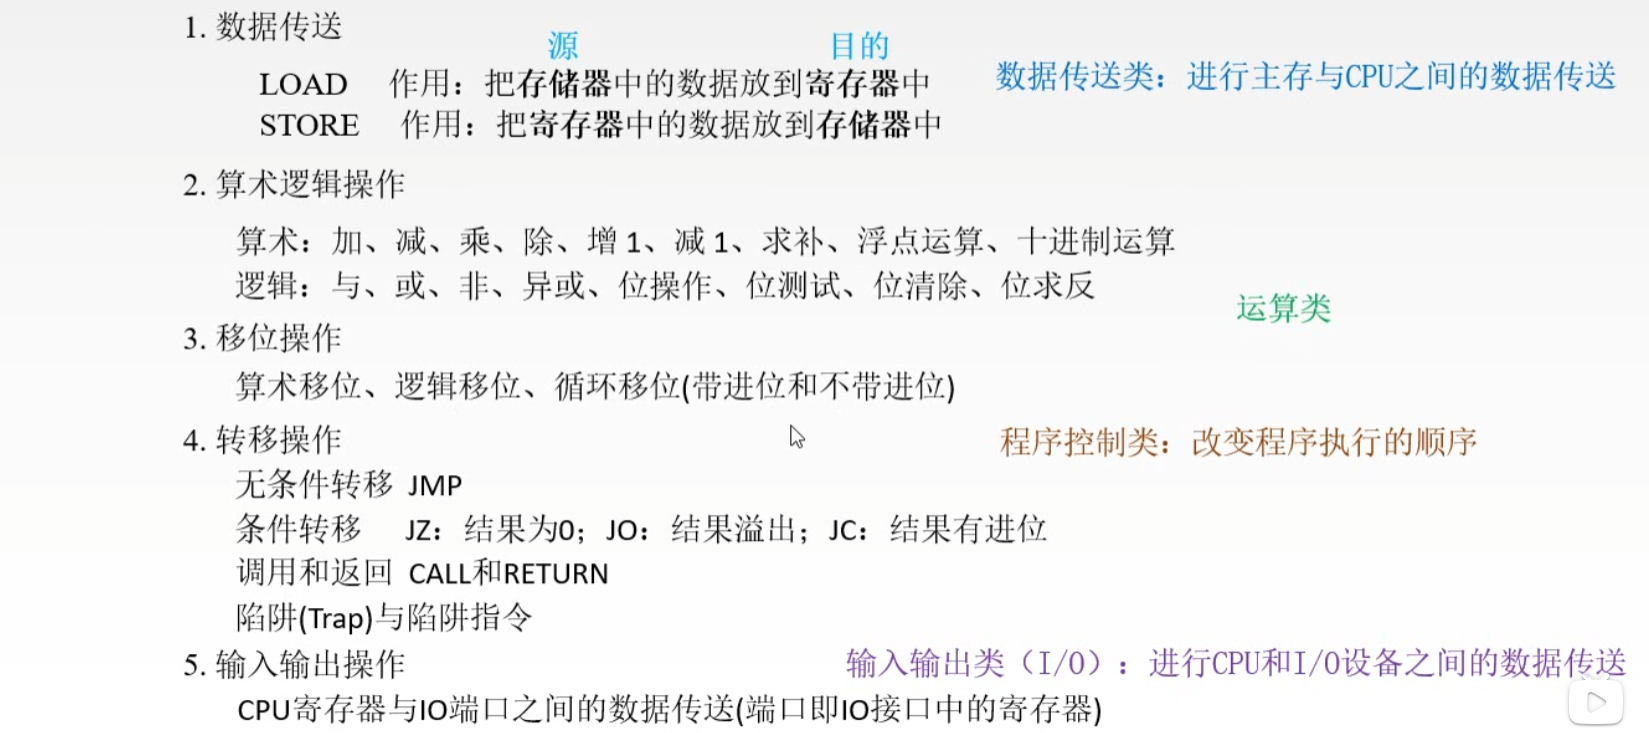 1. 数据传送
源 目的
LOAD 作用：把存储器中的数据放到寄存器中
数据传送类：进行主存与CPU之间的数据传送
STORE 作用：把寄存器中的数据放到存储器中
2. 算术逻辑操作
算术：加、减、乘、除、增 1、减 1、求补、浮点运算、十进制运算
逻辑：与、或、非、异或、位操作、位测试、位清除、位求反
运算类
3. 移位操作
算术移位、逻辑移位、循环移位(带进位和不带进位)
4. 转移操作
程序控制类：改变程序执行的顺序
无条件转移 JMP
条件转移 JZ：结果为0；JO：结果溢出；JC：结果有进位
调用和返回 CALL和RETURN
陷阱(Trap)与陷阱指令
5. 输入输出操作
输入输出类（I/O）：进行CPU和I/O设备之间的数据传送
CPU寄存器与IO端口之间的数据传送(端口即IO接口中的寄存器)